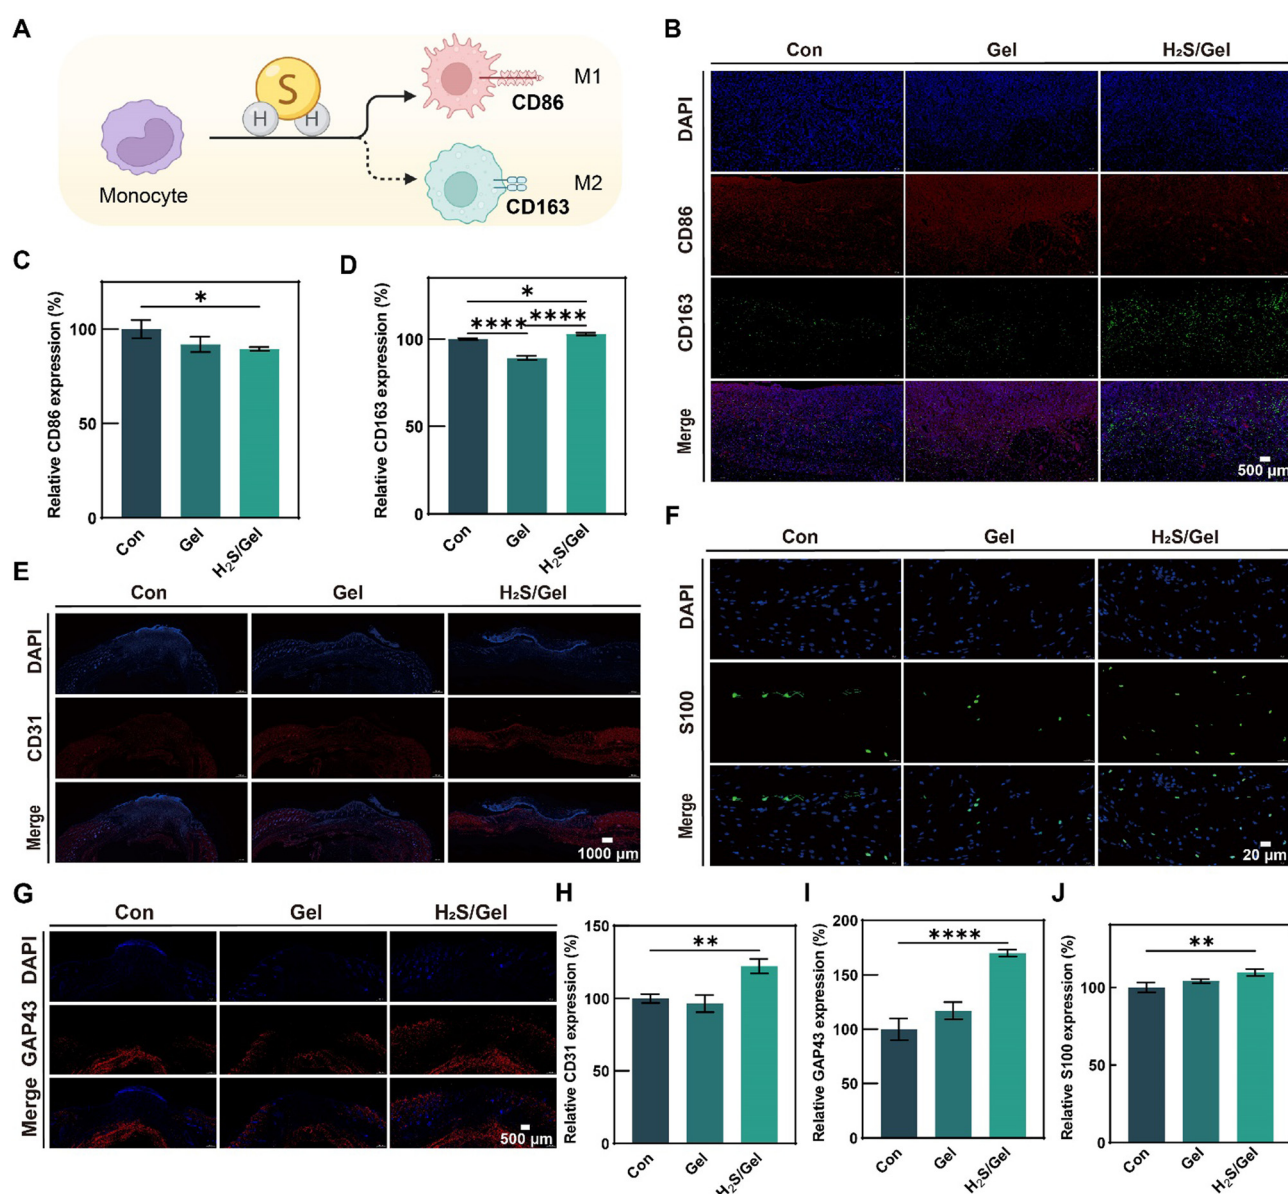 A
S
H H
Monocyte
M1
CD86
M2
CD163
B
Con Gel H₂S/Gel
DAPI
CD86
CD163
Merge
500 μm
C
Relative CD86 expression (%)
*
100
50
0
Con Gel H₂S/Gel
D
Relative CD163 expression (%)
*
**** ****
100
50
0
Con Gel H₂S/Gel
E
Con Gel H₂S/Gel
DAPI
CD31
Merge
1000 μm
F
Con Gel H₂S/Gel
DAPI
S100
Merge
20 μm
G
Con Gel H₂S/Gel
DAPI
GAP43
Merge
500 μm
H
Relative CD31 expression (%)
**
150
100
50
0
Con Gel H₂S/Gel
I
Relative GAP43 expression (%)
****
200
150
100
50
0
Con Gel H₂S/Gel
J
Relative S100 expression (%)
**
100
50
0
Con Gel H₂S/Gel